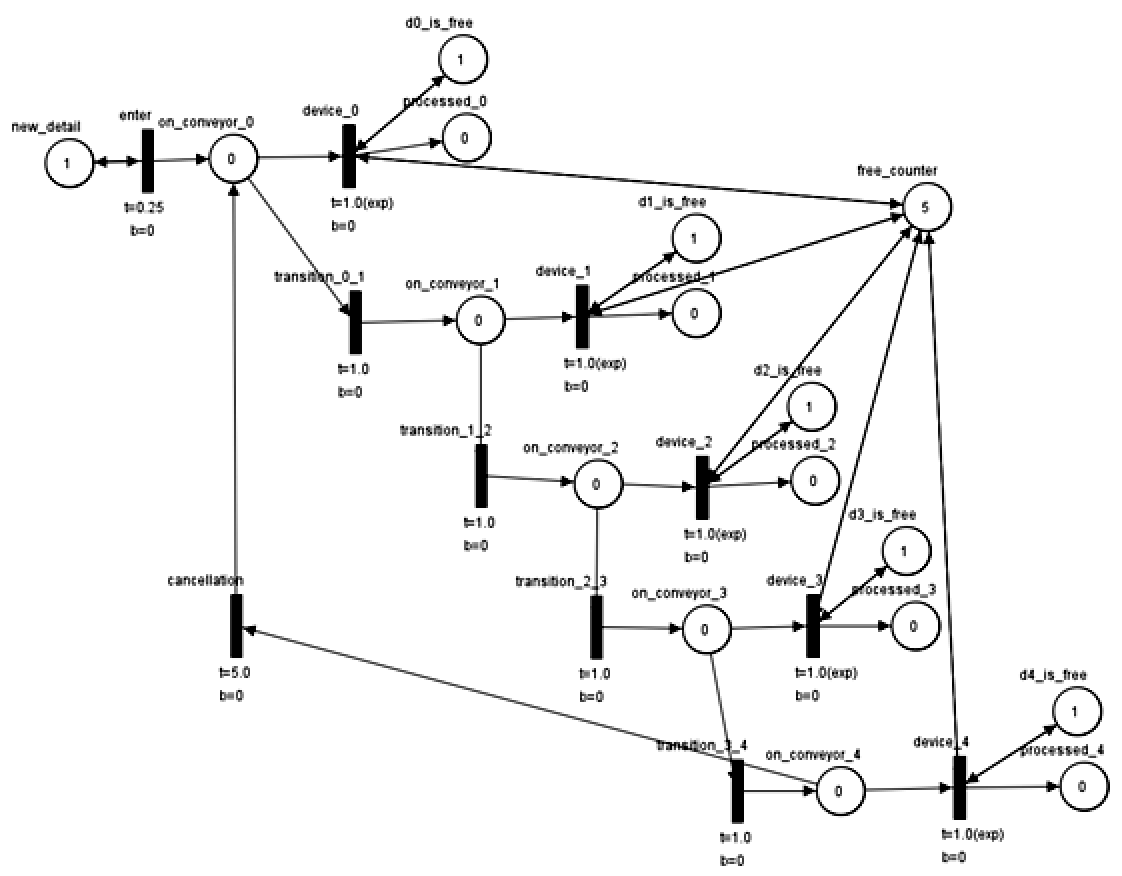 d0_is_free
1
processed_0
0
device_0
enter
on_conveyor_0
new_detail
1
0
t=0.25
b=0
t=1.0(exp)
b=0
free_counter
5
d1_is_free
1
processed_1
0
device_1
transition_0_1
on_conveyor_1
0
t=1.0
b=0
t=1.0(exp)
b=0
d2_is_free
1
transition_1_2
on_conveyor_2
device_2
processed_2
0
0
t=1.0
b=0
t=1.0(exp)
b=0
d3_is_free
1
cancellation
transition_2_3
on_conveyor_3
device_3
processed_3
0
0
t=5.0
b=0
t=1.0
b=0
t=1.0(exp)
b=0
d4_is_free
1
transition_3_4
on_conveyor_4
device_4
processed_4
0
0
t=1.0
b=0
t=1.0(exp)
b=0